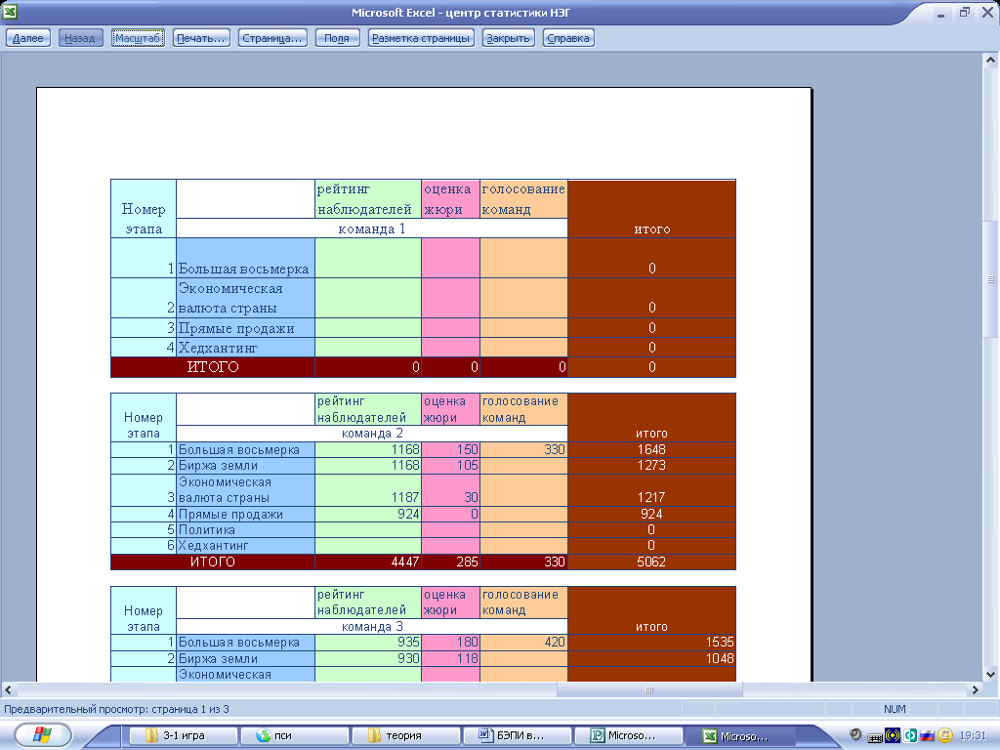 Microsoft Excel - центр статистики НЭГ
Далее Назад Масштаб Печать... Страница... Поля Разметка страницы Закрыть Справка
Номер этапа рейтинг наблюдателей оценка жюри голосование команд итого
команда 1
1 Большая восьмерка 0
2 Экономическая валюта страны 0
3 Прямые продажи 0
4 Хедхантинг 0
ИТОГО 0 0 0 0
Номер этапа рейтинг наблюдателей оценка жюри голосование команд итого
команда 2
1 Большая восьмерка 1168 150 330 1648
2 Биржа земли 1168 105 1273
3 Экономическая валюта страны 1187 30 1217
4 Прямые продажи 924 0 924
5 Политика 0
6 Хедхантинг 0
ИТОГО 4447 285 330 5062
Номер этапа рейтинг наблюдателей оценка жюри голосование команд итого
команда 3
1 Большая восьмерка 935 180 420 1535
2 Биржа земли 930 118 1048
Экономическая
Предварительный просмотр: страница 1 из 3 NUM
3-1 игра пси теория БЭПИ в... Microso... Microso... 19:31